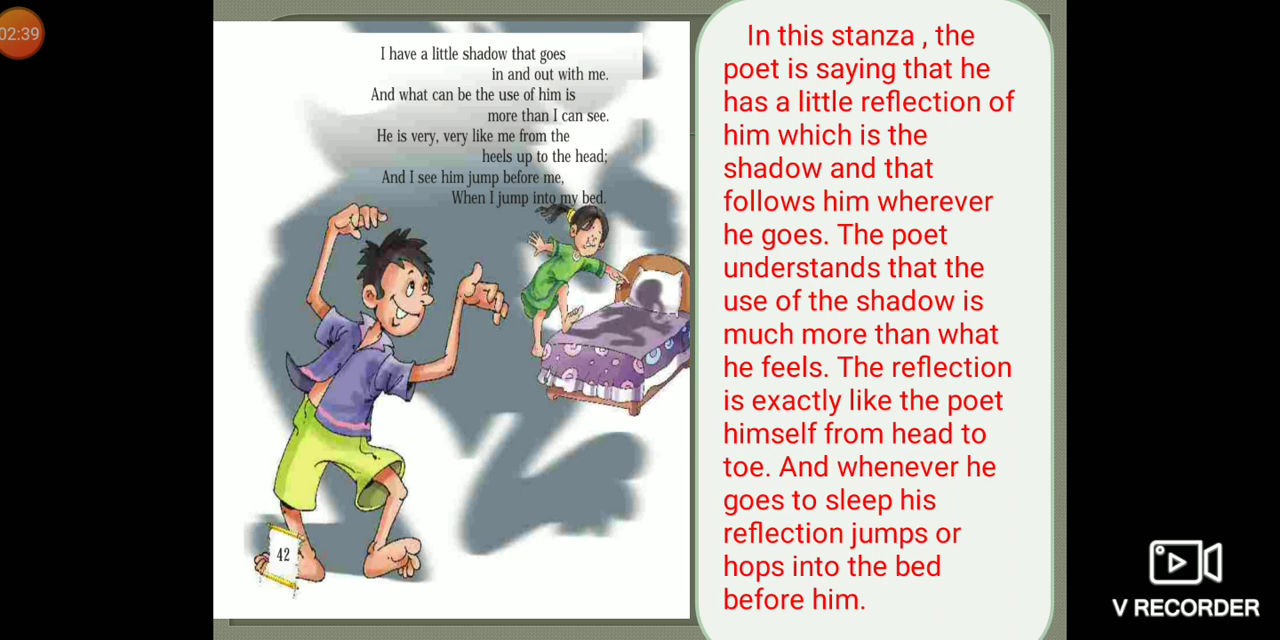 02:39
I have a little shadow that goes
in and out with me.
And what can be the use of him is
more than I can see.
He is very, very like me from the
heels up to the head;
And I see him jump before me,
When I jump into my bed.
42
In this stanza , the
poet is saying that he
has a little reflection of
him which is the
shadow and that
follows him wherever
he goes. The poet
understands that the
use of the shadow is
much more than what
he feels. The reflection
is exactly like the poet
himself from head to
toe. And whenever he
goes to sleep his
reflection jumps or
hops into the bed
before him.
V RECORDER